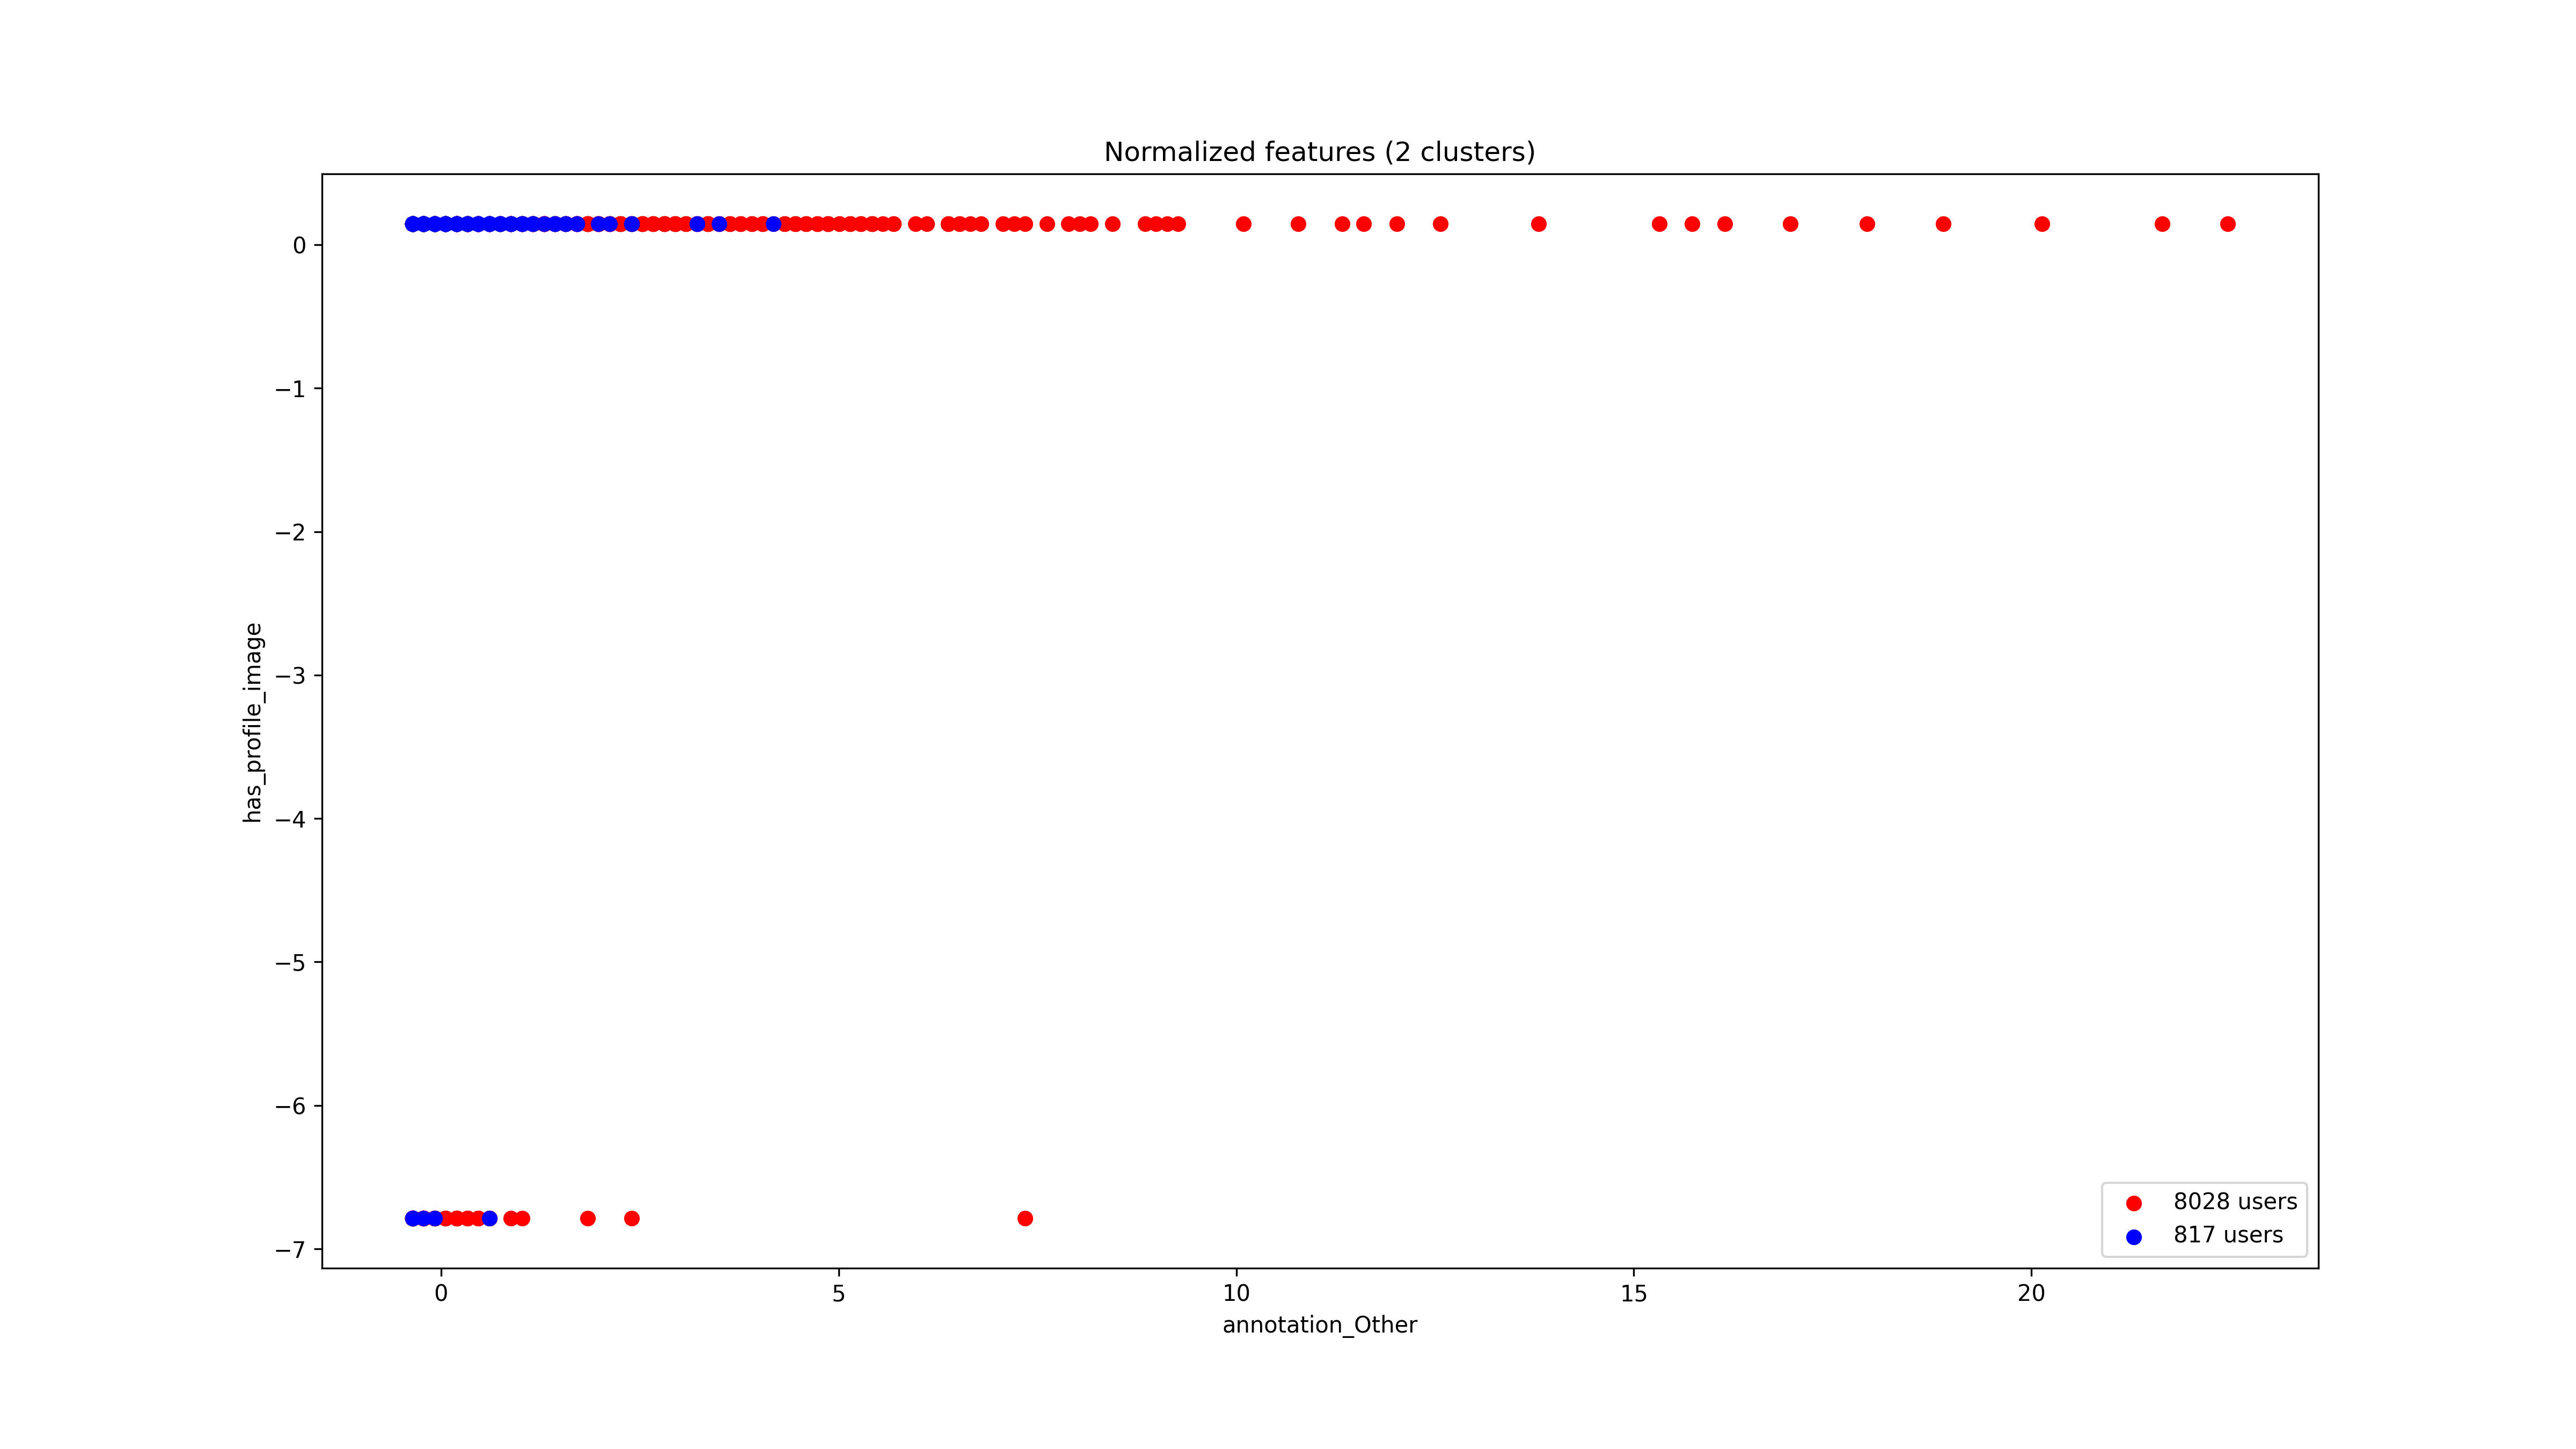 Normalized features (2 clusters)
0
−1
−2
−3
−4
−5
−6
−7
has_profile_image
0
5
10
15
20
annotation_Other
8028 users
817 users